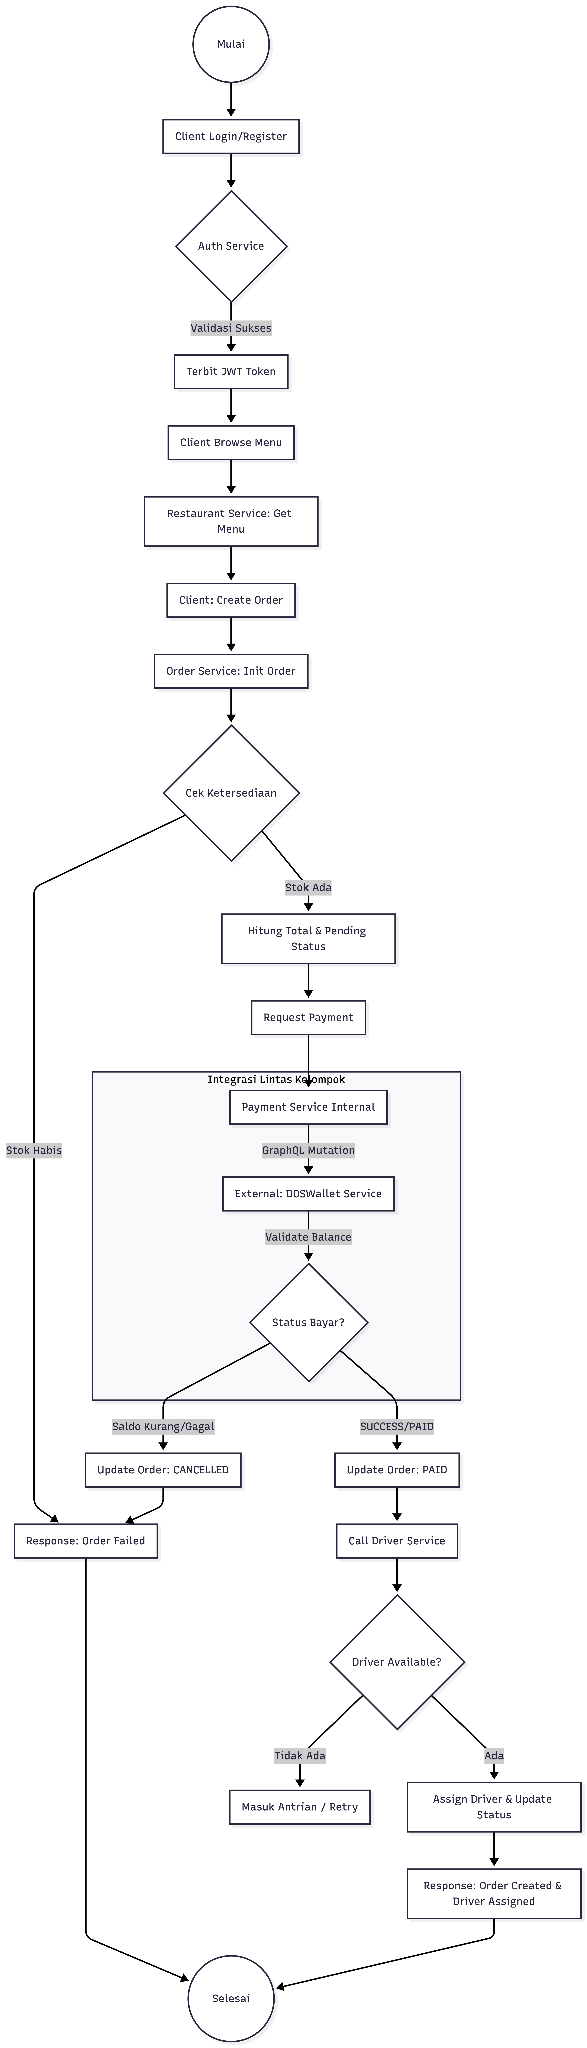 Mulai
Client Login/Register
Auth Service
Validasi Sukses
Terbit JWT Token
Client Browse Menu
Restaurant Service: Get
Menu
Client: Create Order
Order Service: Init Order
Cek Ketersediaan
Stok Ada
Hitung Total & Pending
Status
Request Payment
Integrasi Lintas Kelompok
Payment Service Internal
Stok Habis
GraphQL Mutation
External: DOSWallet Service
Validate Balance
Status Bayar?
Saldo Kurang/Gagal
SUCCESS/PAID
Update Order: CANCELLED
Update Order: PAID
Response: Order Failed
Call Driver Service
Driver Available?
Tidak Ada
Ada
Masuk Antrian / Retry
Assign Driver & Update
Status
Response: Order Created &
Driver Assigned
Selesai